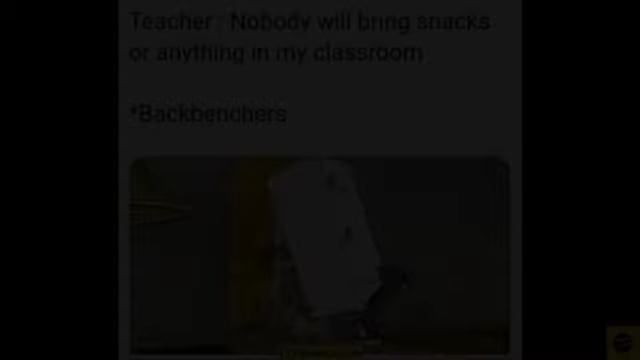 Teacher : Nobody will bring snacks
or anything in my classroom
*Backbenchers